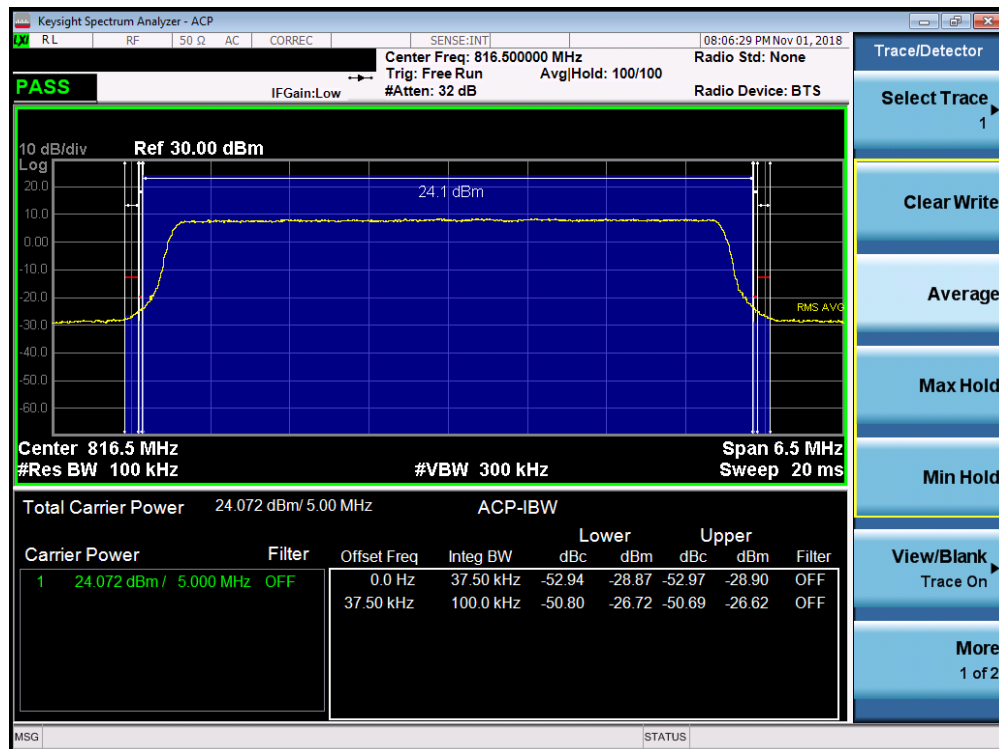 Keysight Spectrum Analyzer - ACP
LXI RL RF 50 Ω AC CORREC SENSE:INT 08:06:29 PM Nov 01, 2018
Center Freq: 816.500000 MHz Radio Std: None
Trig: Free Run Avg|Hold: 100/100
PASS IFGain:Low #Atten: 32 dB Radio Device: BTS
10 dB/div Ref 30.00 dBm
Log
20.0
24.1 dBm
10.0
0.00
-10.0
-20.0
RMS AVG
-30.0
-40.0
-50.0
-60.0
Center 816.5 MHz Span 6.5 MHz
#Res BW 100 kHz #VBW 300 kHz Sweep 20 ms
Total Carrier Power 24.072 dBm/ 5.00 MHz ACP-IBW
Lower Upper
Carrier Power Filter Offset Freq Integ BW dBc dBm dBc dBm Filter
1 24.072 dBm / 5.000 MHz OFF 0.0 Hz 37.50 kHz -52.94 -28.87 -52.97 -28.90 OFF
37.50 kHz 100.0 kHz -50.80 -26.72 -50.69 -26.62 OFF
MSG STATUS
Trace/Detector
Select Trace
1
Clear Write
Average
Max Hold
Min Hold
View/Blank
Trace On
More
1 of 2